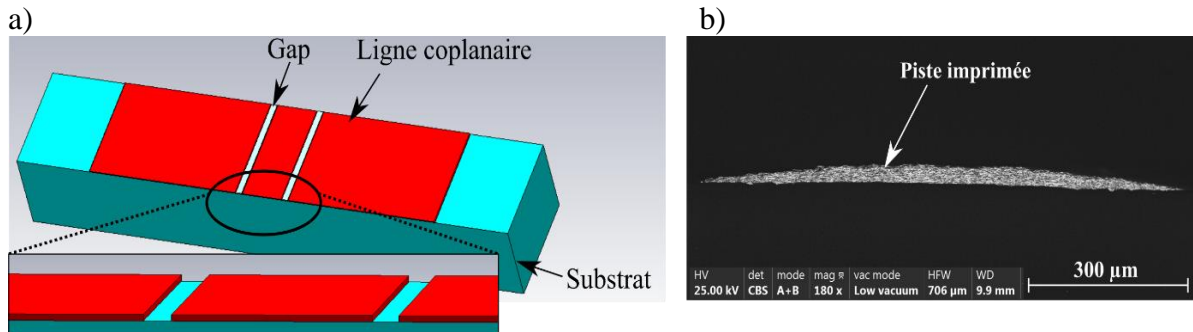 a)
b)
Gap
Ligne coplanaire
Substrat
Piste imprimée
HV
det
mode
mag
vac mode
HFW
WD
25.00 kV
CBS
A+B
180 x
Low vacuum
706 µm
9.9 mm
300 µm